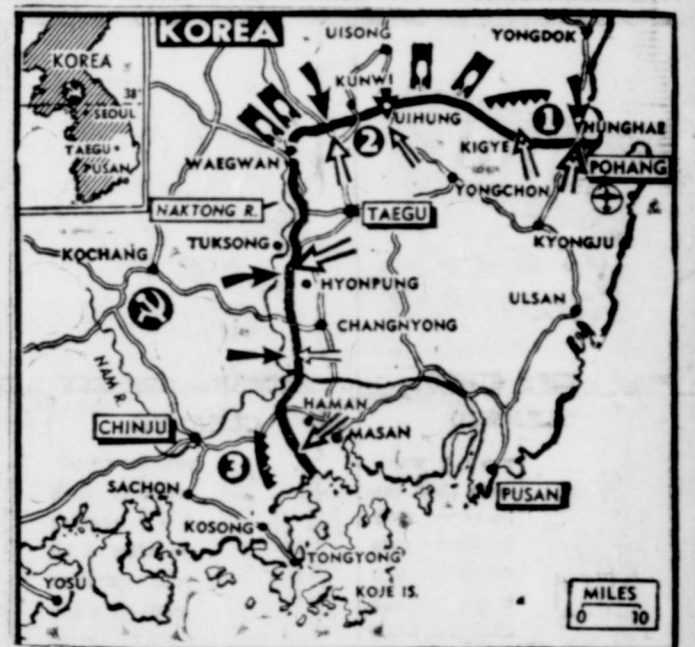 KOREA
UISONG
YONGDOK
KOREA
38°
SEOUL
TAEGU
PUSAN
KUNWI
UIHUNG
1
HUNGHAE
2
KIGYE
POHANG
WAEGWAN
YONGCHON
NAKTONG R.
TAEGU
TUKSONG
KYONGJU
KOCHANG
HYONPUNG
ULSAN
CHANGNYONG
NAM R.
HAMAN
CHINJU
MASAN
3
SACHON
PUSAN
KOSONG
TONGYONG
KOJE IS.
YOSU
MILES
0 10